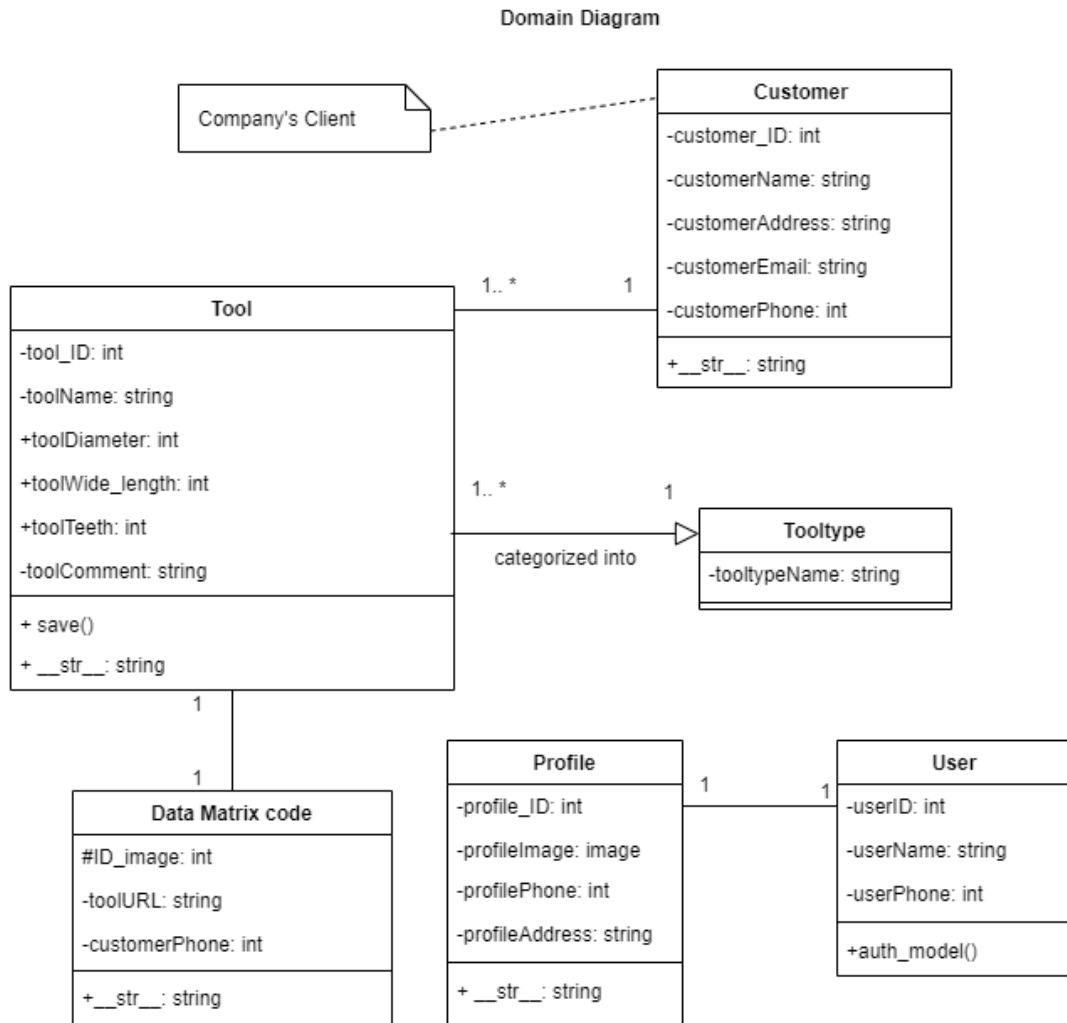 Domain Diagram
Company's Client
Customer
-customer_ID: int
-customerName: string
-customerAddress: string
-customerEmail: string
-customerPhone: int
+__str__: string
1.. *
1
Tool
-tool_ID: int
-toolName: string
+toolDiameter: int
+toolWide_length: int
+toolTeeth: int
-toolComment: string
+ save()
+ __str__: string
1.. *
1
categorized into
Tooltype
-tooltypeName: string
1
1
Data Matrix code
#ID_image: int
-toolURL: string
-customerPhone: int
+__str__: string
Profile
-profile_ID: int
-profileImage: image
-profilePhone: int
-profileAddress: string
+ __str__: string
1
1
User
-userID: int
-userName: string
-userPhone: int
+auth_model()